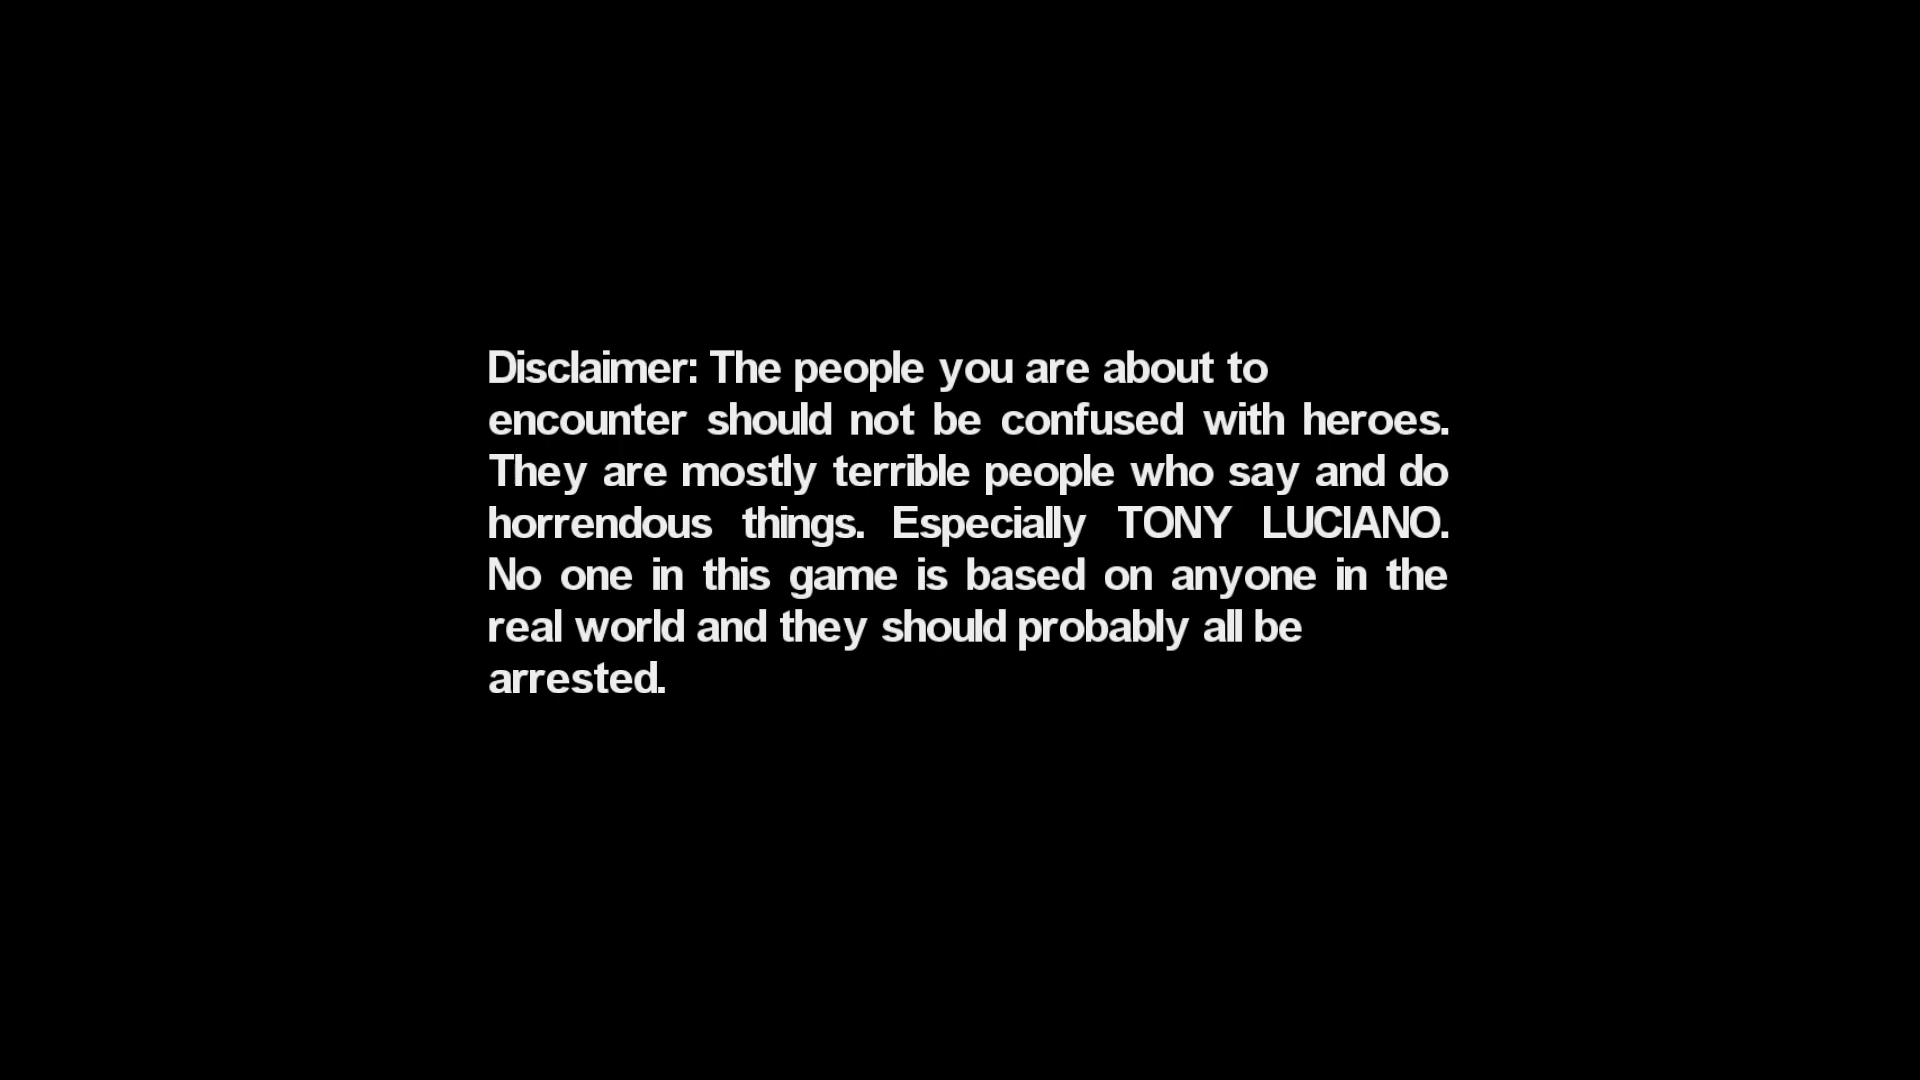 Disclaimer: The people you are about to
encounter should not be confused with heroes.
They are mostly terrible people who say and do
horrendous things. Especially TONY LUCIANO.
No one in this game is based on anyone in the
real world and they should probably all be
arrested.